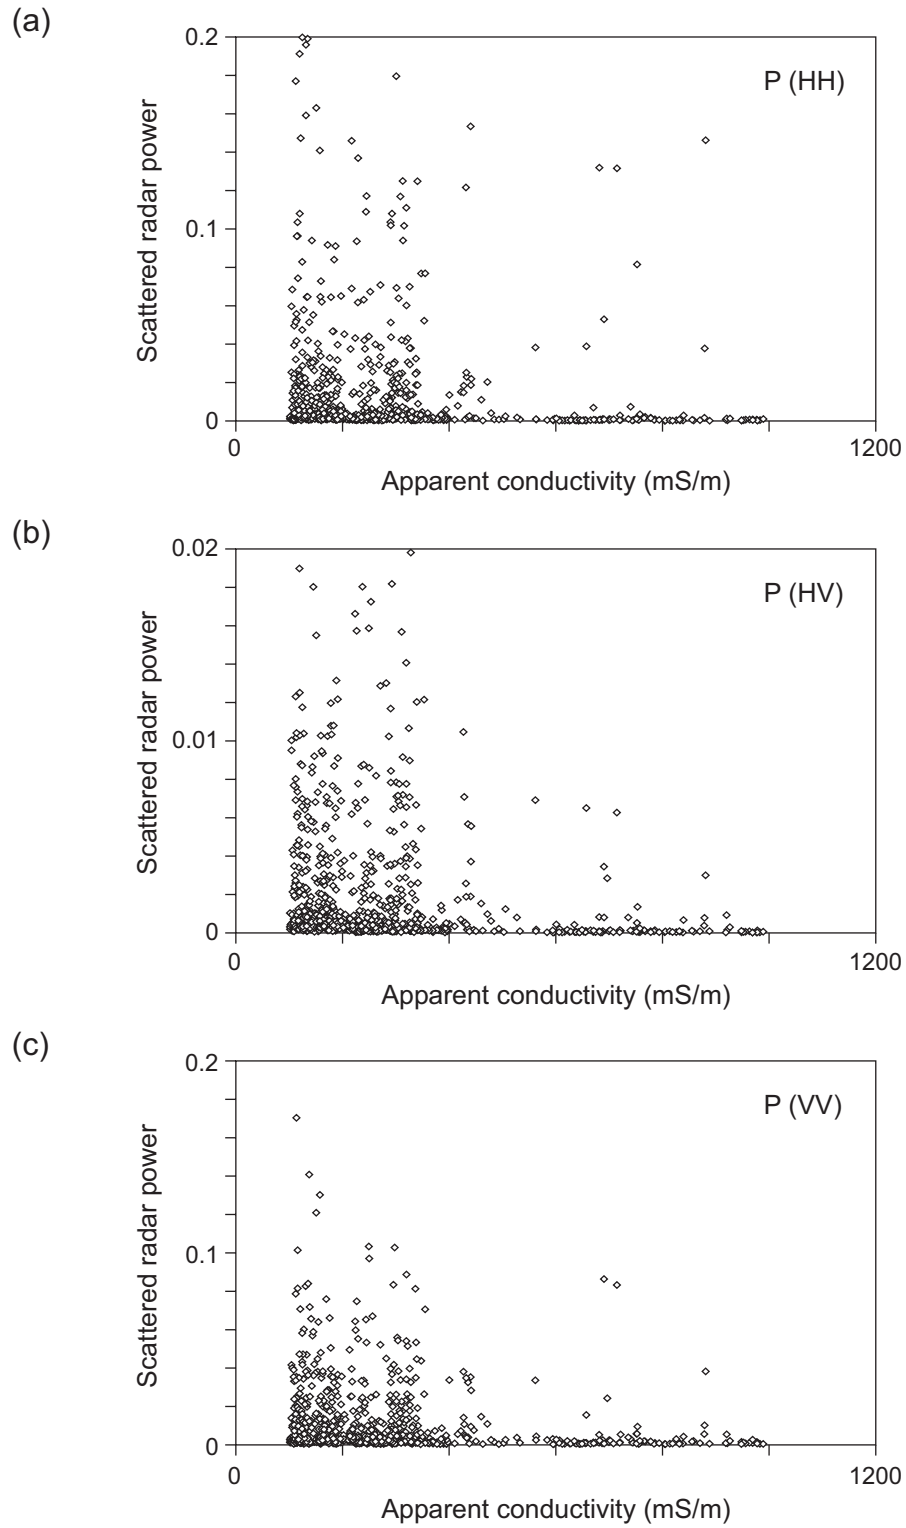 (a)
0.2
P (HH)
Scattered radar power
0.1
0
0
1200
Apparent conductivity (mS/m)
(b)
0.02
P (HV)
Scattered radar power
0.01
0
0
1200
Apparent conductivity (mS/m)
(c)
0.2
P (VV)
Scattered radar power
0.1
0
0
1200
Apparent conductivity (mS/m)